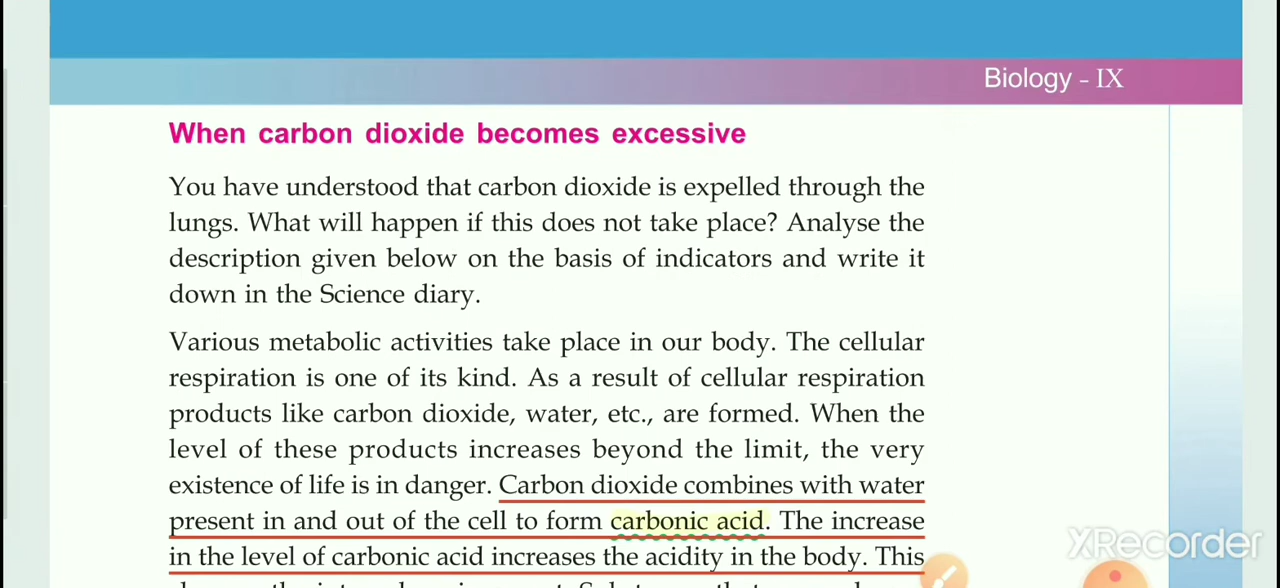 Biology - IX
When carbon dioxide becomes excessive
You have understood that carbon dioxide is expelled through the
lungs. What will happen if this does not take place? Analyse the
description given below on the basis of indicators and write it
down in the Science diary.
Various metabolic activities take place in our body. The cellular
respiration is one of its kind. As a result of cellular respiration
products like carbon dioxide, water, etc., are formed. When the
level of these products increases beyond the limit, the very
existence of life is in danger. Carbon dioxide combines with water
present in and out of the cell to form carbonic acid. The increase
in the level of carbonic acid increases the acidity in the body. This
XRecorder